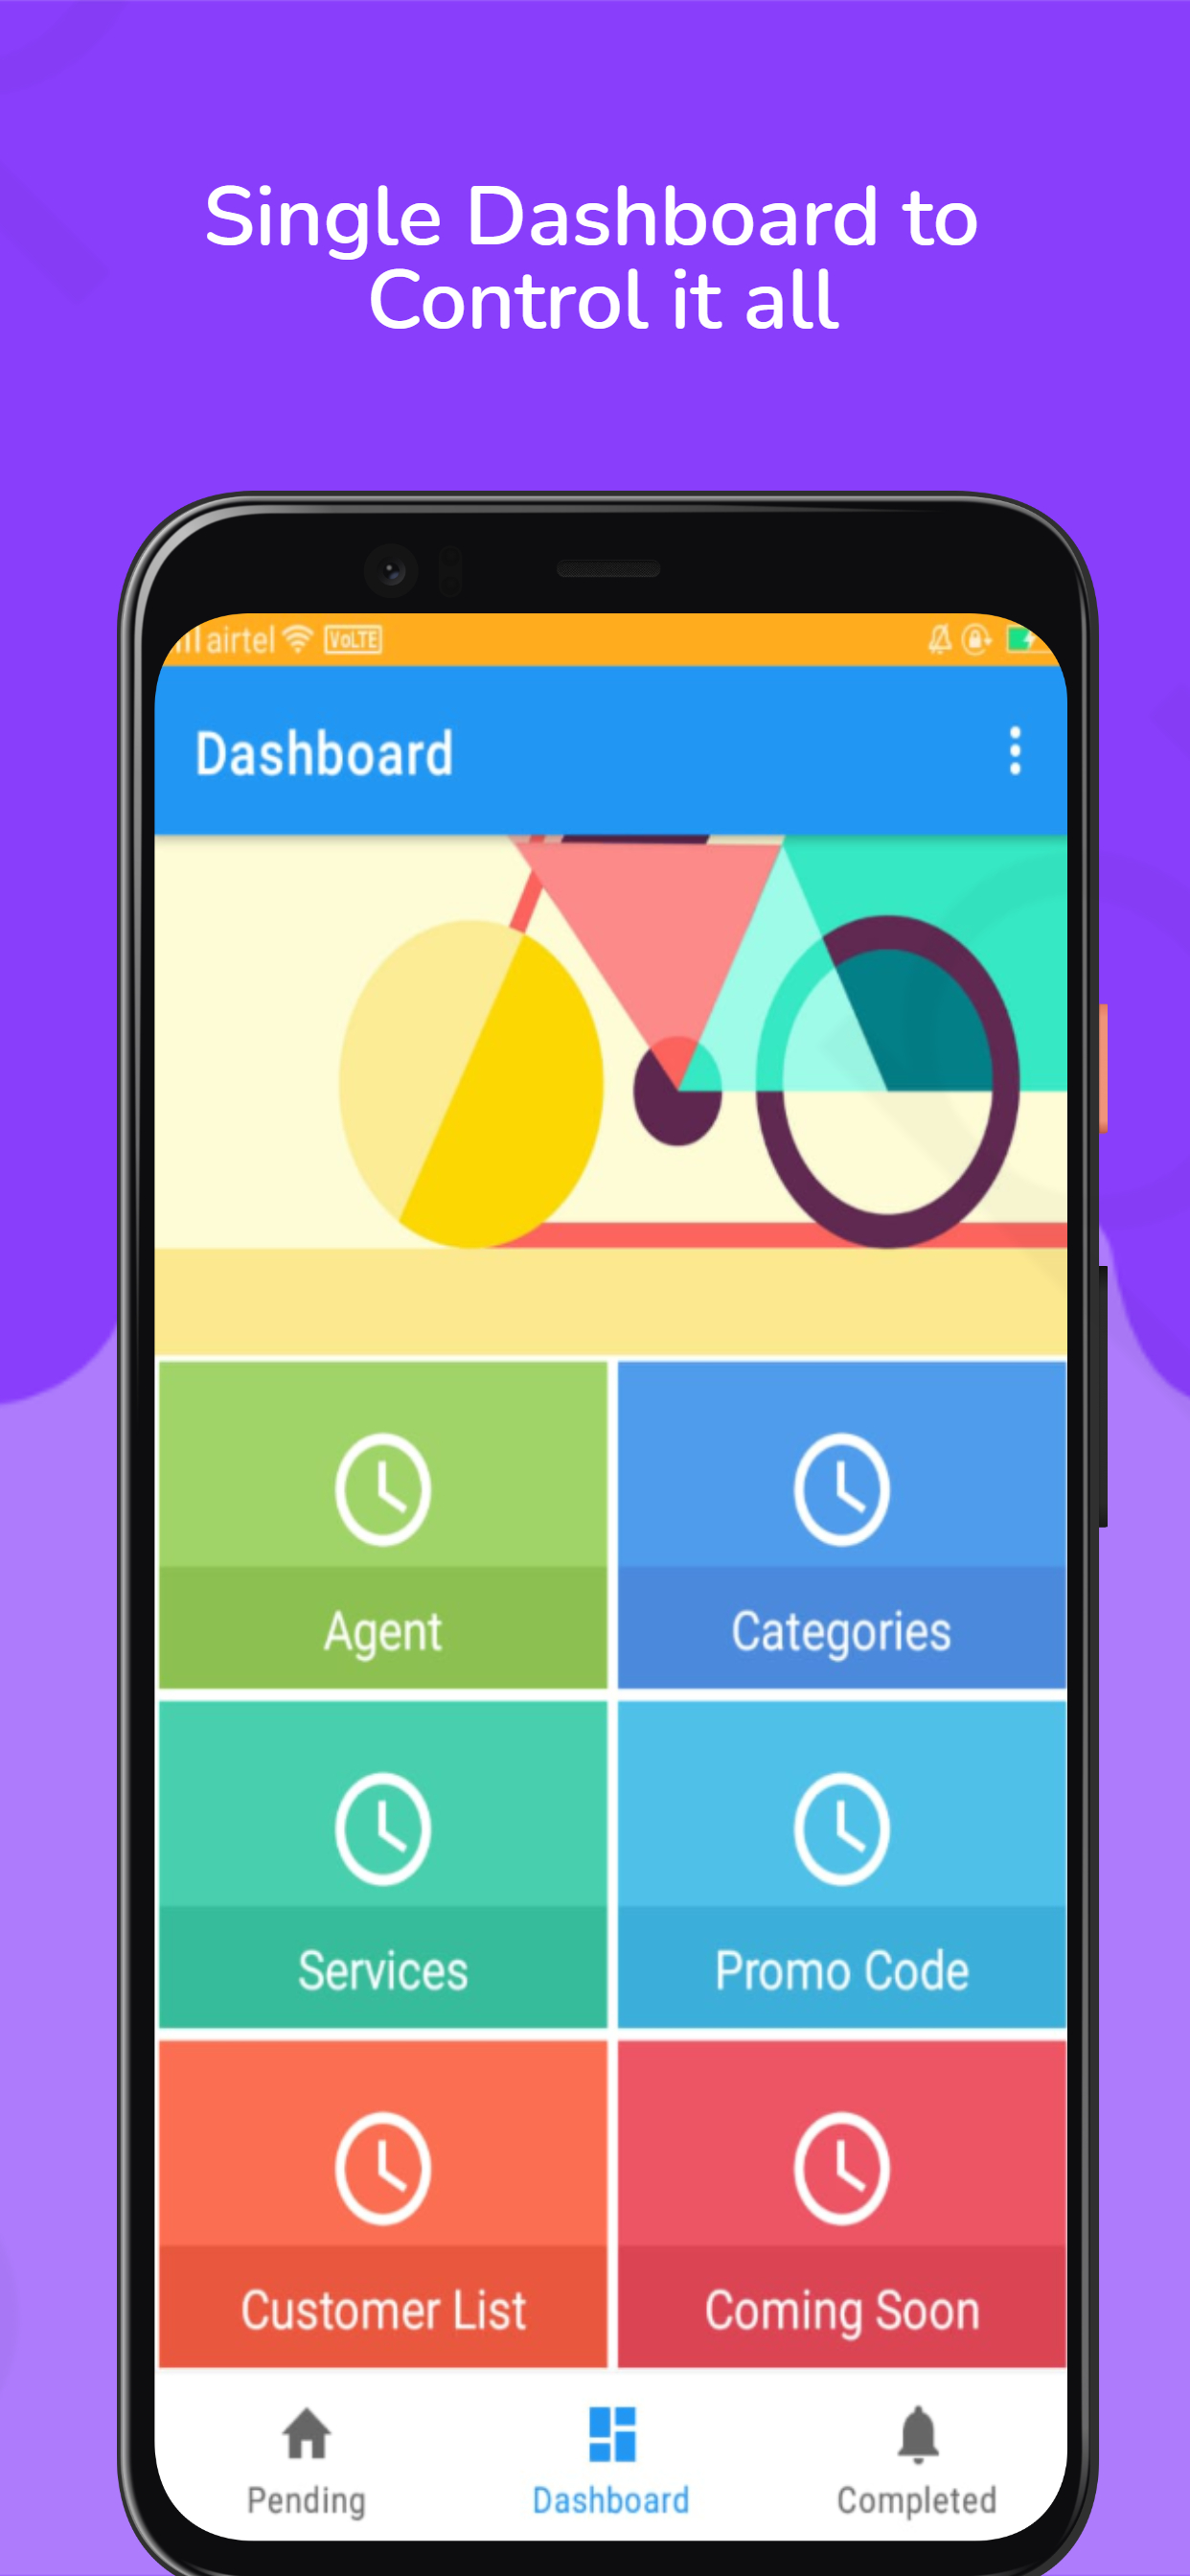 Single Dashboard to
Control it all
airtel VoLTE
Dashboard
Agent
Categories
Services
Promo Code
Customer List
Coming Soon
Pending
Dashboard
Completed